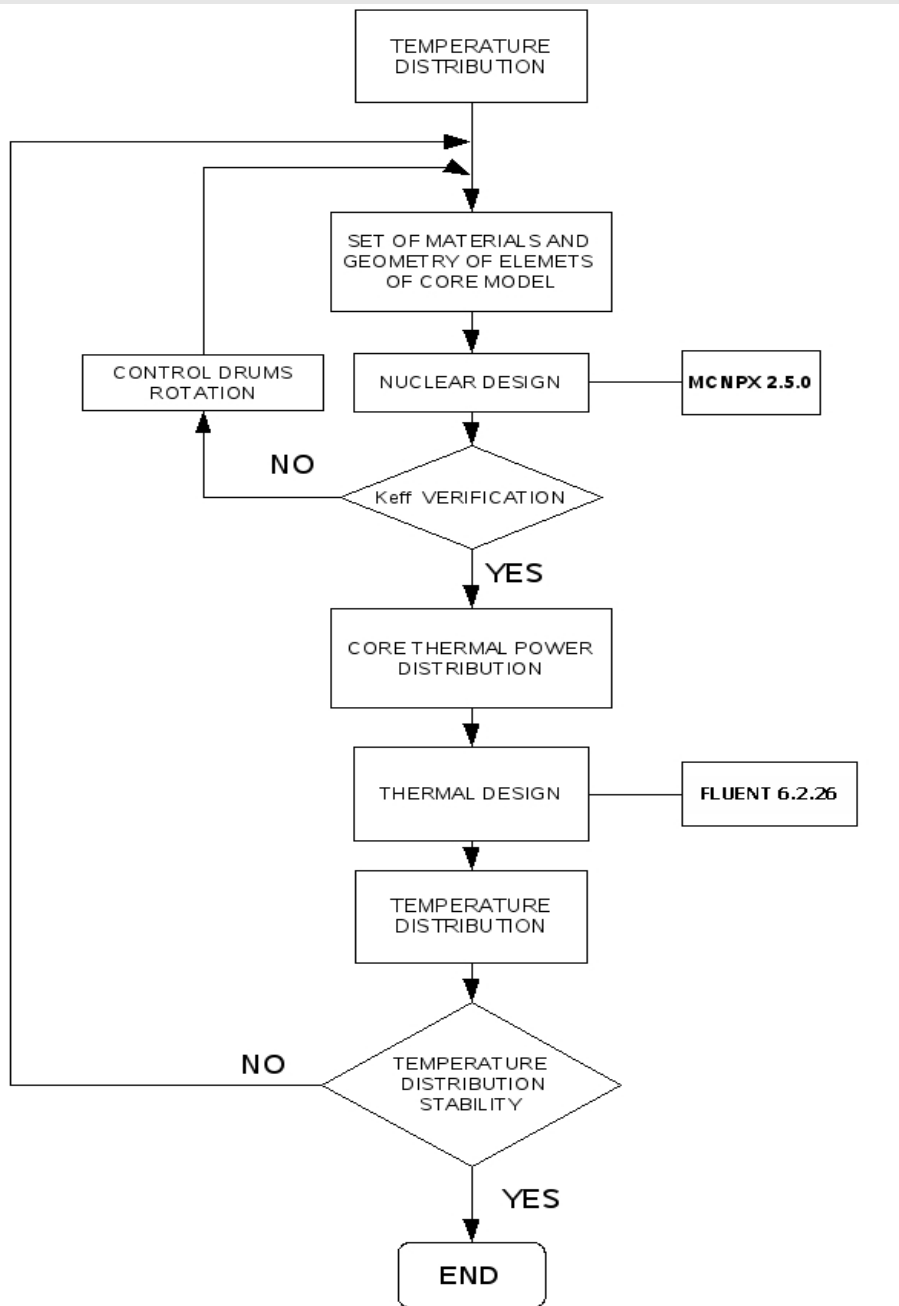 TEMPERATURE
DISTRIBUTION
SET OF MATERIALS AND
GEOMETRY OF ELEMETS
OF CORE MODEL
CONTROL DRUMS
ROTATION
NUCLEAR DESIGN
MCNPX 2.5.0
NO
Keff VERIFICATION
YES
CORE THERMAL POWER
DISTRIBUTION
THERMAL DESIGN
FLUENT 6.2.26
TEMPERATURE
DISTRIBUTION
NO
TEMPERATURE
DISTRIBUTION
STABILITY
YES
END